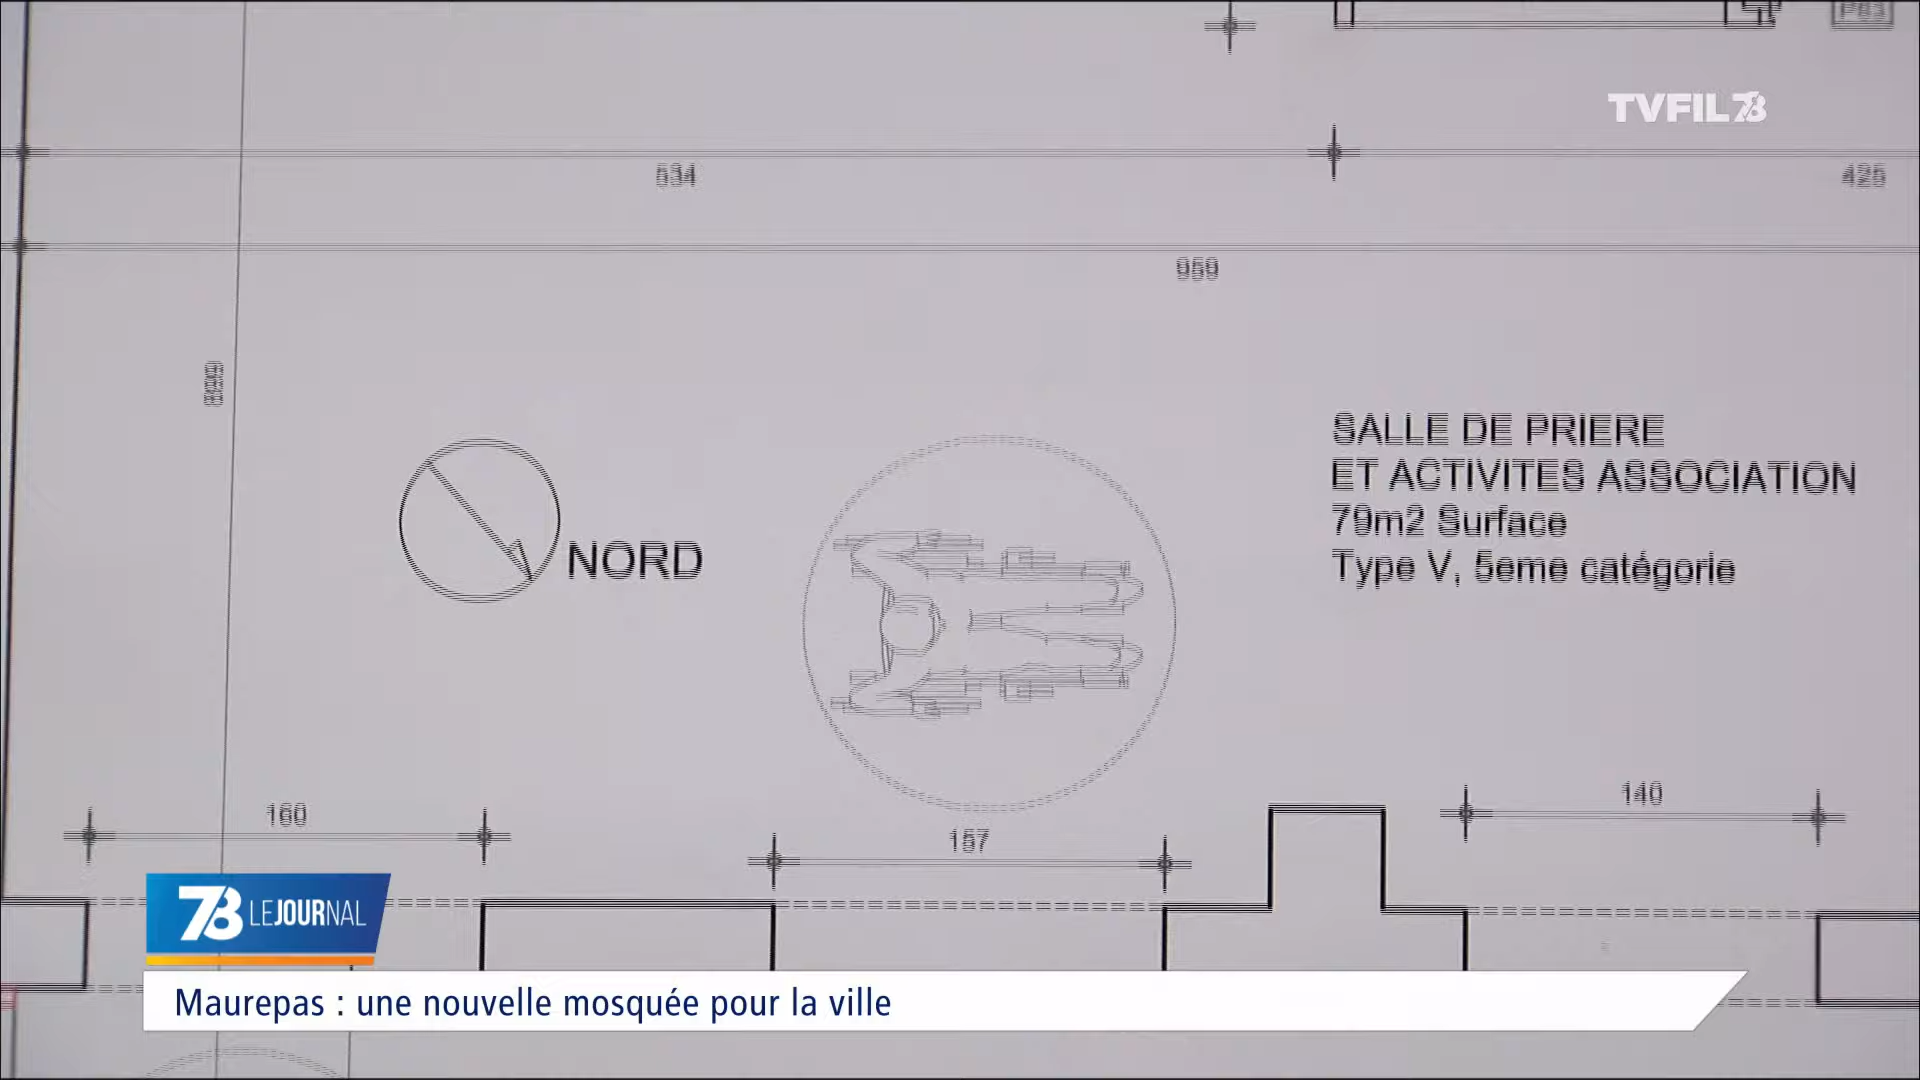 P63
TVFIL78
534
425
959
SALLE DE PRIERE
ET ACTIVITES ASSOCIATION
79m2 Surface
Type V, 5eme catégorie
NORD
160
157
140
78 LEJOURNAL
Maurepas : une nouvelle mosquée pour la ville